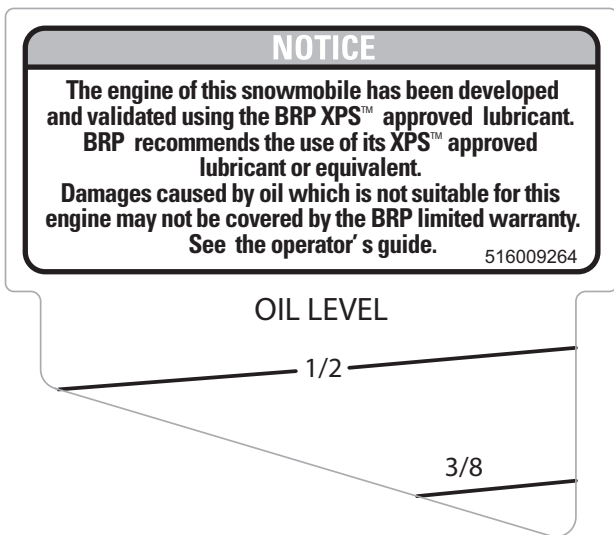 NOTICE
The engine of this snowmobile has been developed
and validated using the BRP XPS™ approved lubricant.
BRP recommends the use of its XPS™ approved
lubricant or equivalent.
Damages caused by oil which is not suitable for this
engine may not be covered by the BRP limited warranty.
See the operator' s guide.
516009264
OIL LEVEL
1/2
3/8